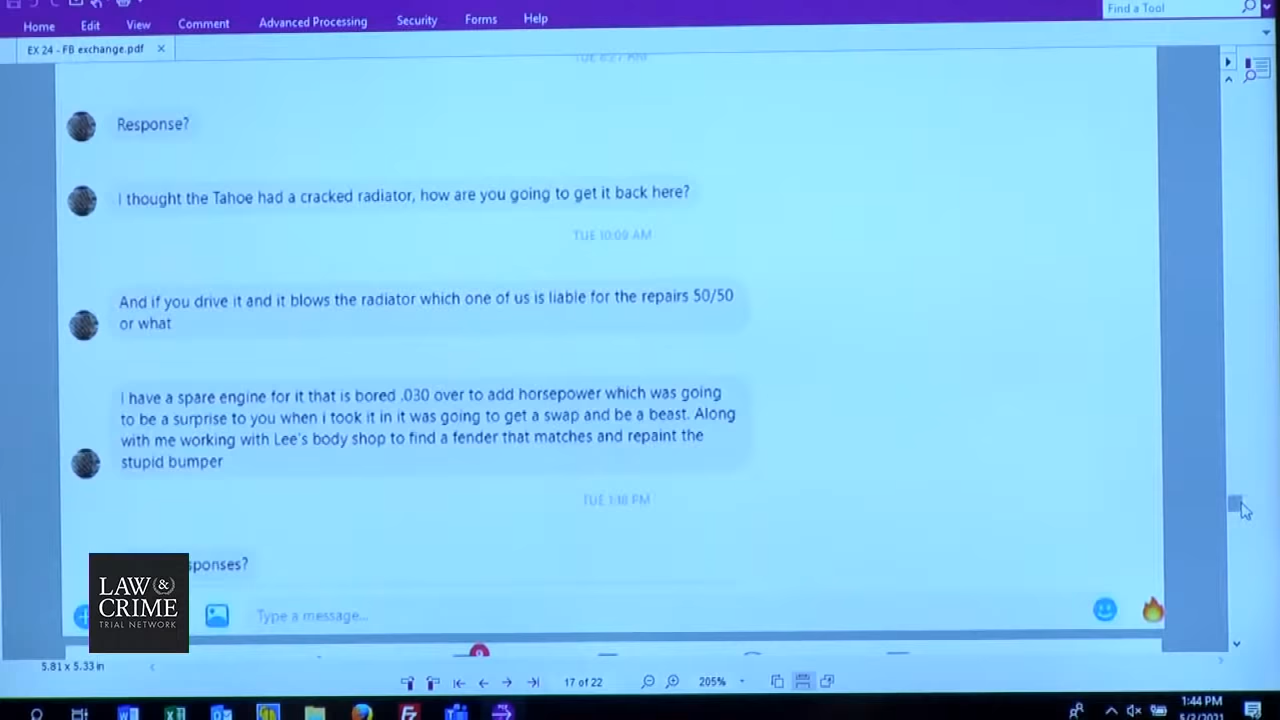 Find a Tool
Home Edit View Comment Advanced Processing Security Forms Help
EX 24 - FB exchange.pdf
Response?
I thought the Tahoe had a cracked radiator, how are you going to get it back here?
TUE 10:09 AM
And if you drive it and it blows the radiator which one of us is liable for the repairs 50/50
or what
I have a spare engine for it that is bored .030 over to add horsepower which was going
to be a surprise to you when i took it in it was going to get a swap and be a beast. Along
with me working with Lee's body shop to find a fender that matches and repaint the
stupid bumper
TUE 1:18 PM
sponses?
LAW &
CRIME
TRIAL NETWORK
Type a message...
5.81 x 5.33 in
17 of 22
205%
1:44 PM